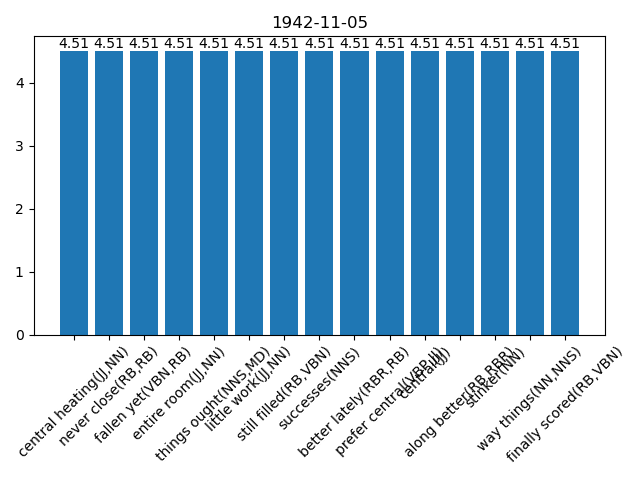 1942-11-05
4.51 4.51 4.51 4.51 4.51 4.51 4.51 4.51 4.51 4.51 4.51 4.51 4.51 4.51 4.51
4
3
2
1
0
central heating(JJ,NN)
never close(RB,RB)
fallen yet(VBN,RB)
entire room(JJ,NN)
things ought(NNS,MD)
little work(JJ,NN)
still filled(RB,VBN)
successes(NNS)
better lately(RBR,RB)
prefer central(VBP,JJ)
central(JJ)
along better(RB,RBR)
stinker(NN)
way things(NN,NNS)
finally scored(RB,VBN)